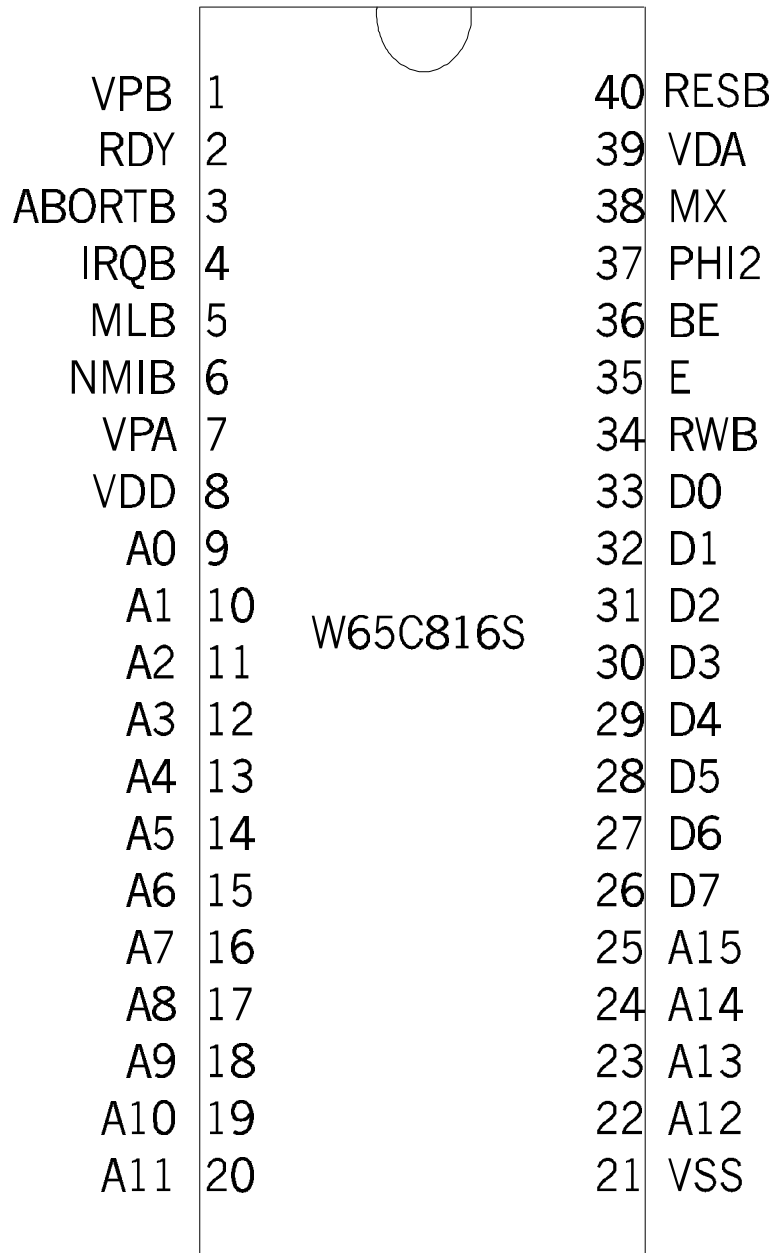 VPB 1 40 RESB
RDY 2 39 VDA
ABORTB 3 38 MX
IRQB 4 37 PHI2
MLB 5 36 BE
NMIB 6 35 E
VPA 7 34 RWB
VDD 8 33 D0
A0 9 32 D1
A1 10 31 D2
W65C816S
A2 11 30 D3
A3 12 29 D4
A4 13 28 D5
A5 14 27 D6
A6 15 26 D7
A7 16 25 A15
A8 17 24 A14
A9 18 23 A13
A10 19 22 A12
A11 20 21 VSS